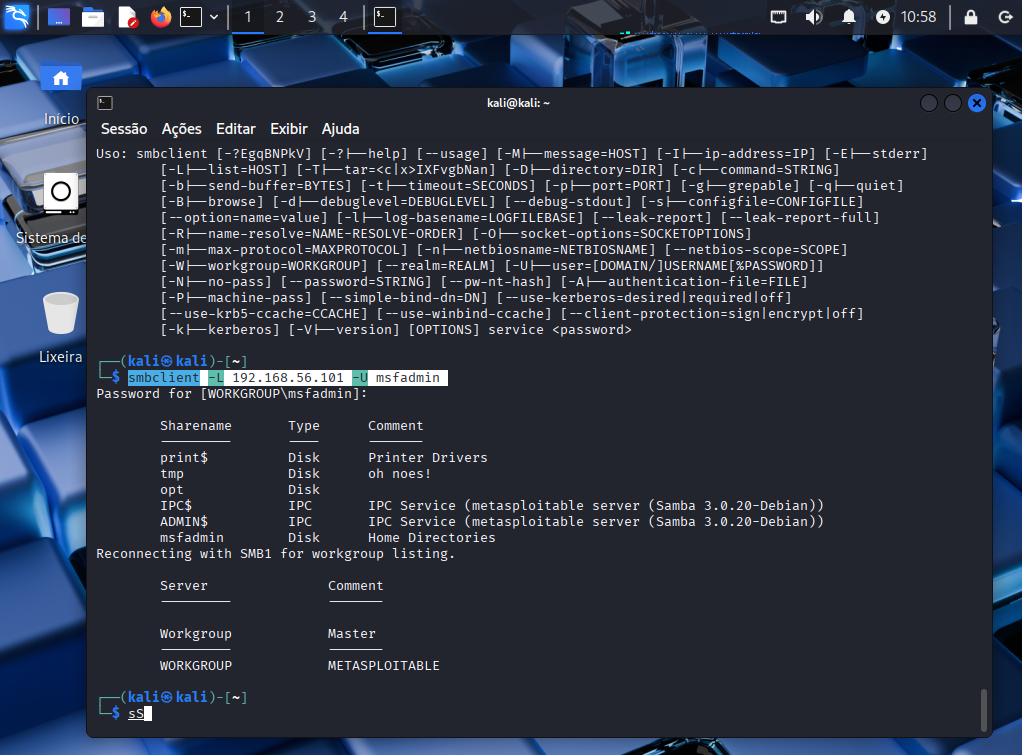 1 2 3 4 10:58
Início
Sistema de
Lixeira
kali@kali: ~
Sessão Ações Editar Exibir Ajuda
Uso: smbclient [-?EgqBNPkV] [-?|--help] [--usage] [-M|--message=HOST] [-I|--ip-address=IP] [-E|--stderr]
[-L|--list=HOST] [-T|--tar=<c|x>IXFvgbNan] [-D|--directory=DIR] [-c|--command=STRING]
[-b|--send-buffer=BYTES] [-t|--timeout=SECONDS] [-p|--port=PORT] [-g|--grepable] [-q|--quiet]
[-B|--browse] [-d|--debuglevel=DEBUGLEVEL] [--debug-stdout] [-s|--configfile=CONFIGFILE]
[--option=name=value] [-l|--log-basename=LOGFILEBASE] [--leak-report] [--leak-report-full]
[-R|--name-resolve=NAME-RESOLVE-ORDER] [-O|--socket-options=SOCKETOPTIONS]
[-m|--max-protocol=MAXPROTOCOL] [-n|--netbiosname=NETBIOSNAME] [--netbios-scope=SCOPE]
[-W|--workgroup=WORKGROUP] [--realm=REALM] [-U|--user=[DOMAIN/]USERNAME[%PASSWORD]]
[-N|--no-pass] [--password=STRING] [--pw-nt-hash] [-A|--authentication-file=FILE]
[-P|--machine-pass] [--simple-bind-dn=DN] [--use-kerberos=desired|required|off]
[--use-krb5-ccache=CCACHE] [--use-winbind-ccache] [--client-protection=sign|encrypt|off]
[-k|--kerberos] [-V|--version] [OPTIONS] service <password>
┌──(kali㉿kali)-[~]
└─$ smbclient -L 192.168.56.101 -U msfadmin
Password for [WORKGROUP\msfadmin]:
Sharename Type Comment
--------- ---- -------
print$ Disk Printer Drivers
tmp Disk oh noes!
opt Disk
IPC$ IPC IPC Service (metasploitable server (Samba 3.0.20-Debian))
ADMIN$ IPC IPC Service (metasploitable server (Samba 3.0.20-Debian))
msfadmin Disk Home Directories
Reconnecting with SMB1 for workgroup listing.
Server Comment
--------- -------
Workgroup Master
--------- -------
WORKGROUP METASPLOITABLE
┌──(kali㉿kali)-[~]
└─$ sS